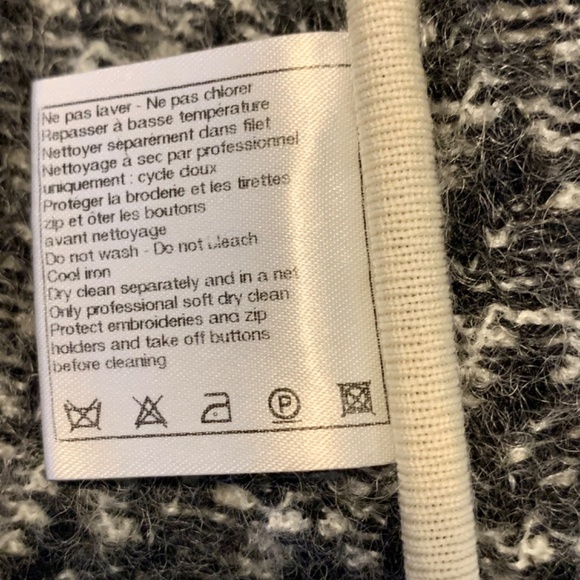 Ne pas laver - Ne pas chlorer
Repasser à basse température
Nettoyer séparément dans filet
Nettoyage à sec par professionnel
uniquement : cycle doux
Protéger la broderie et les tirettes
zip et ôter les boutons
avant nettoyage
Do not wash - Do not bleach
Cool iron
Dry clean separately and in a net
Only professional soft dry clean
Protect embroideries and zip
holders and take off buttons
before cleaning
P